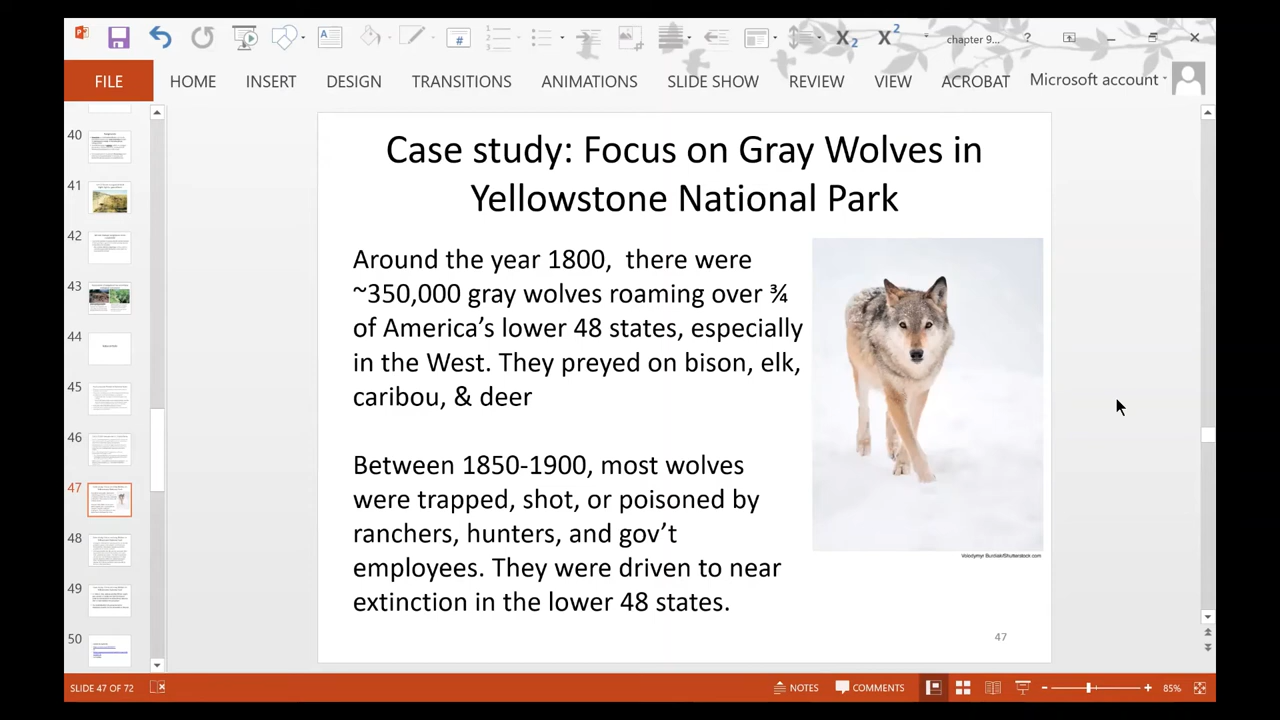 chapter 9...
?
FILE
HOME
INSERT
DESIGN
TRANSITIONS
ANIMATIONS
SLIDE SHOW
REVIEW
VIEW
ACROBAT
Microsoft account
40
41
42
43
44
45
46
47
48
49
50
Case study: Focus on Gray Wolves in
Yellowstone National Park
Around the year 1800,  there were
~350,000 gray wolves roaming over ¾
of America’s lower 48 states, especially
in the West. They preyed on bison, elk,
caribou, & deer
Between 1850-1900, most wolves
were trapped, shot, or poisoned by
ranchers, hunters, and gov’t
employees. They were driven to near
extinction in the lower 48 states.
47
SLIDE 47 OF 72
NOTES
COMMENTS
85%